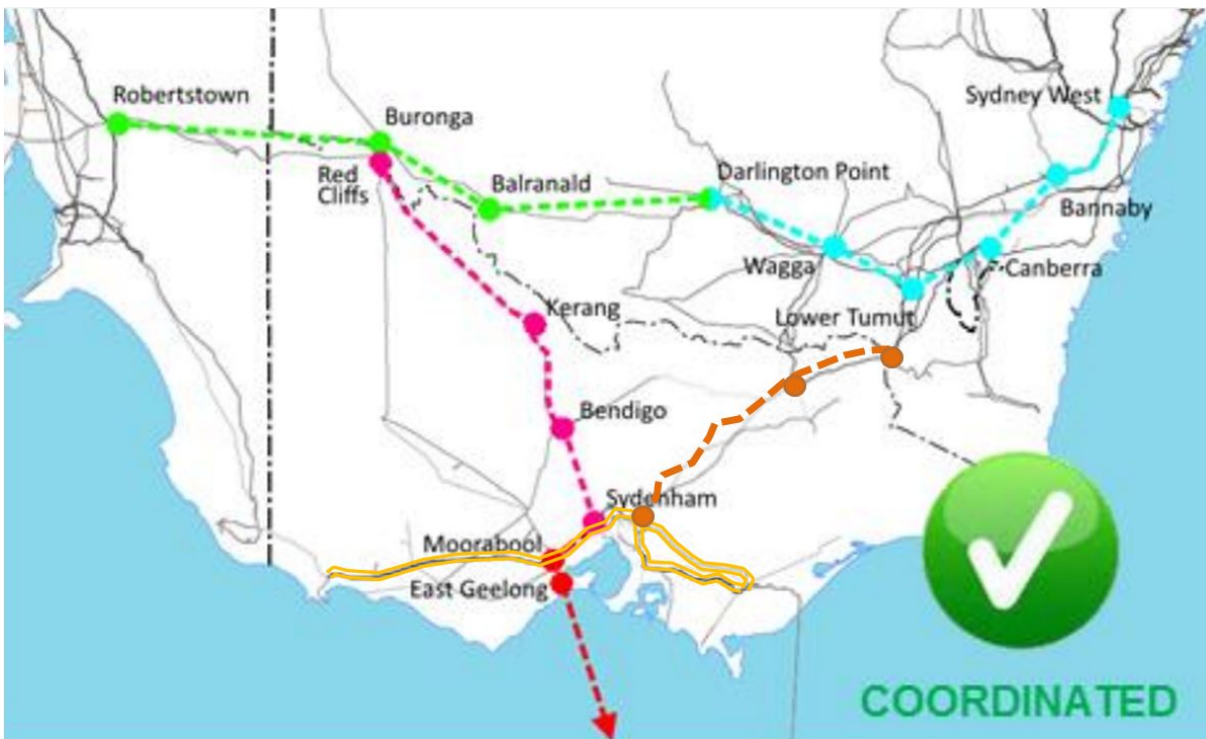 Robertstown
Buronga
Sydney West
Red
Cliffs
Balranald
Darlington Point
Bannaby
Wagga
Canberra
Kerang
Lower Tumut
Bendigo
Sydenham
Moorabool
East Geelong
COORDINATED